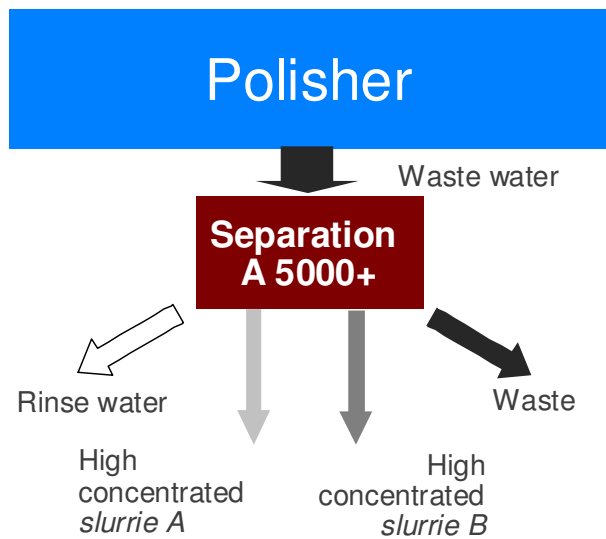 Polisher
Waste water
Separation
A 5000+
Rinse water
Waste
High
concentrated
slurrie A
High
concentrated
slurrie B